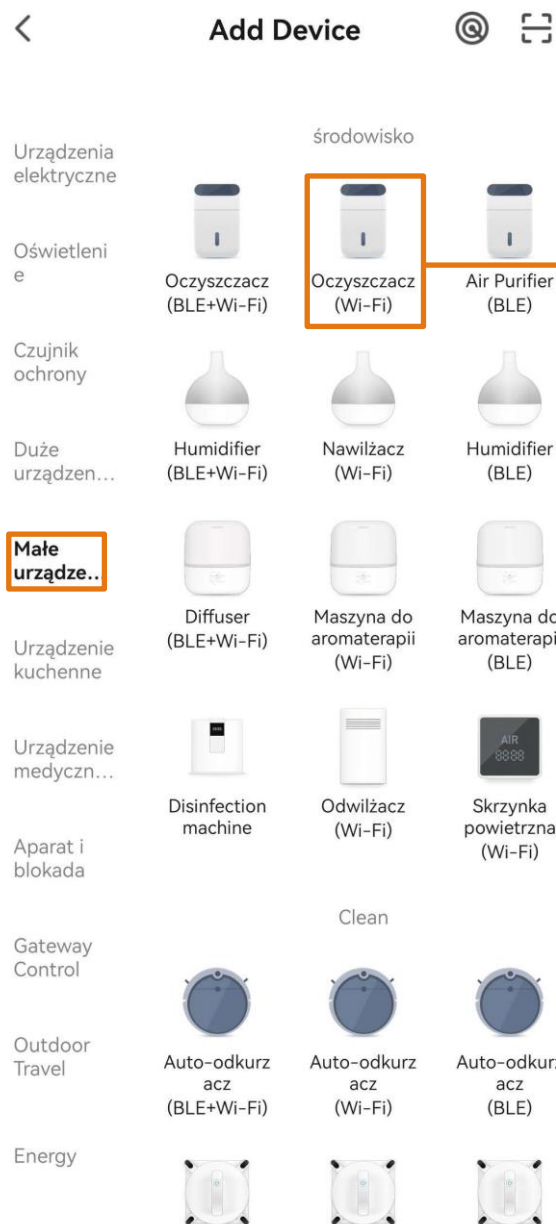 Add Device
Urządzenia
elektryczne
Oświetleni
e
Czujnik
ochrony
Duże
urządzen...
Małe
urządze...
Urządzenie
kuchenne
Urządzenie
medyczn...
Aparat i
blokada
Gateway
Control
Outdoor
Travel
Energy
środowisko
Oczyszczacz
(BLE+Wi-Fi)
Oczyszczacz
(Wi-Fi)
Air Purifier
(BLE)
Humidifier
(BLE+Wi-Fi)
Nawilżacz
(Wi-Fi)
Humidifier
(BLE)
Diffuser
(BLE+Wi-Fi)
Maszyna do
aromaterapii
(Wi-Fi)
Maszyna do
aromaterapi
(BLE)
Disinfection
machine
Odwilżacz
(Wi-Fi)
AIR
88:88
Skrzynka
powietrzna
(Wi-Fi)
Clean
Auto-odkurz
acz
(BLE+Wi-Fi)
Auto-odkurz
acz
(Wi-Fi)
Auto-odkurz
acz
(BLE)